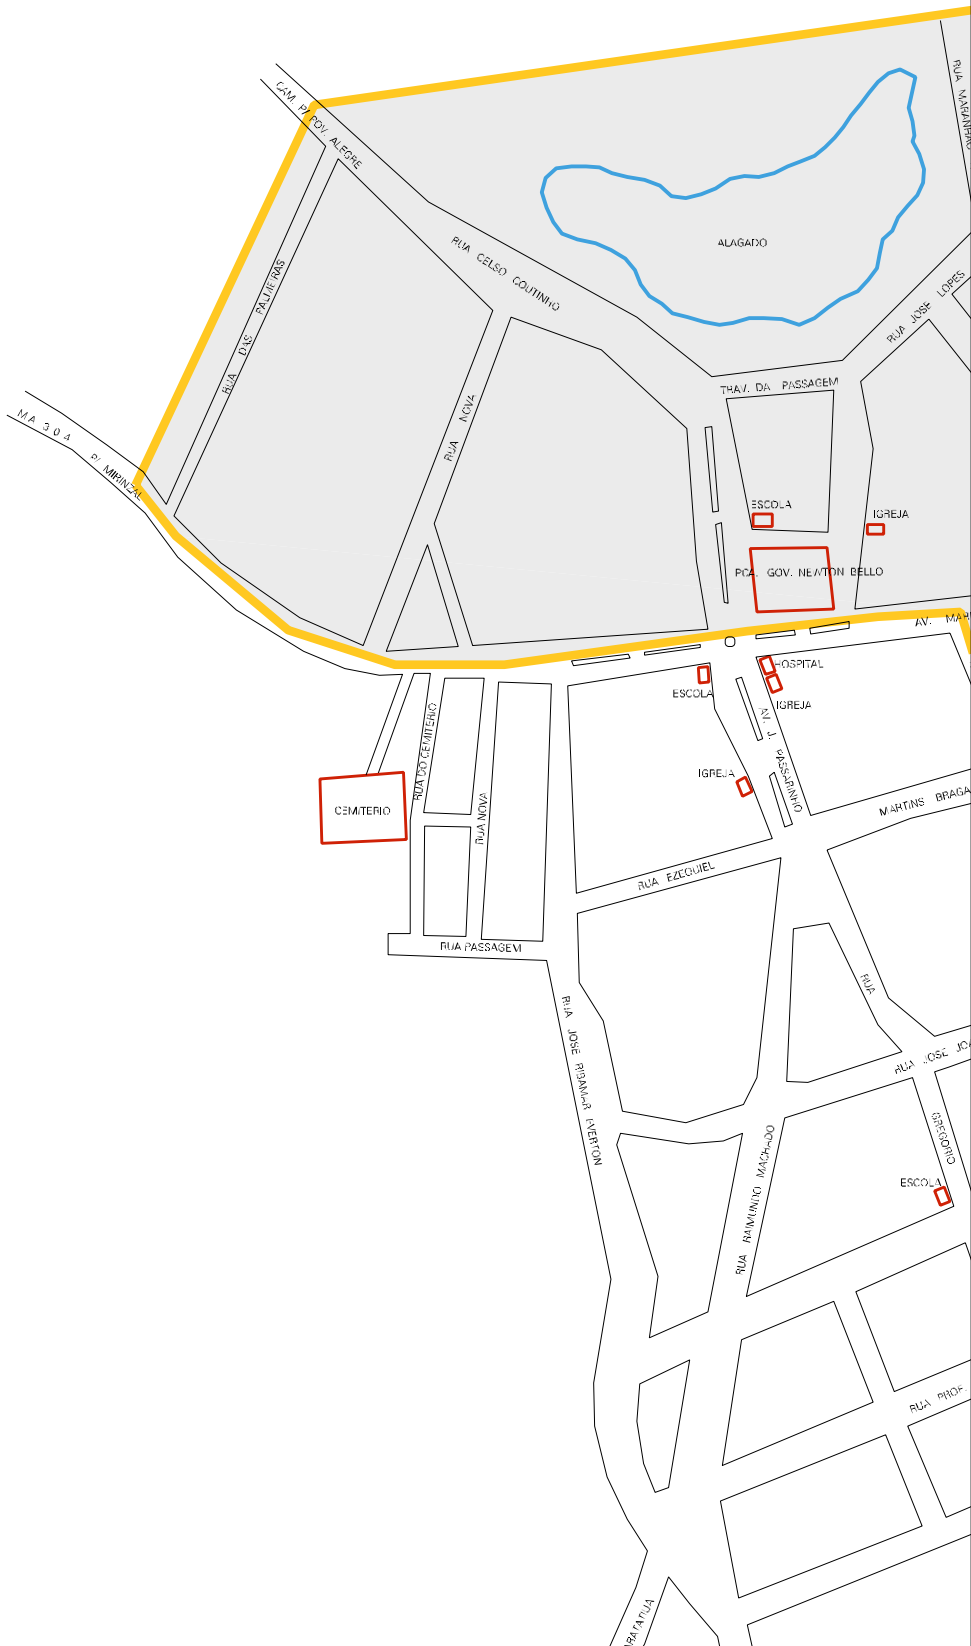 RUA MARANHAO
CAM. P/ POV. ALEGRE
RUA CELSO COUTINHO
ALAGADO
RUA DAS PALMEIRAS
RUA JOSE LOPES
TRAV. DA PASSAGEM
RUA NOVA
MA 304 P/ MIRINZAL
ESCOLA
IGREJA
PCA. GOV. NEWTON BELLO
AV.
HOSPITAL
ESCOLA
IGREJA
AV. J. PASSARINHO
RUA DO CEMITERIO
IGREJA
CEMITERIO
RUA NOVA
MARTINS BRAGA
RUA EZEQUIEL
RUA PASSAGEM
RUA
RUA JOSE RIBAMAR EVERTON
RUA JOSE
GREGORIO
RUA RAIMUNDO MACHADO
ESCOLA
RUA PROF.